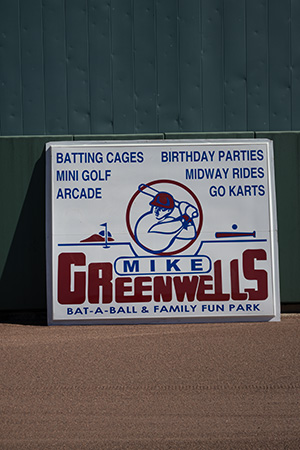 BATTING CAGES BIRTHDAY PARTIES
MINI GOLF MIDWAY RIDES
ARCADE GO KARTS
MIKE
GREENWELLS
BAT-A-BALL & FAMILY FUN PARK